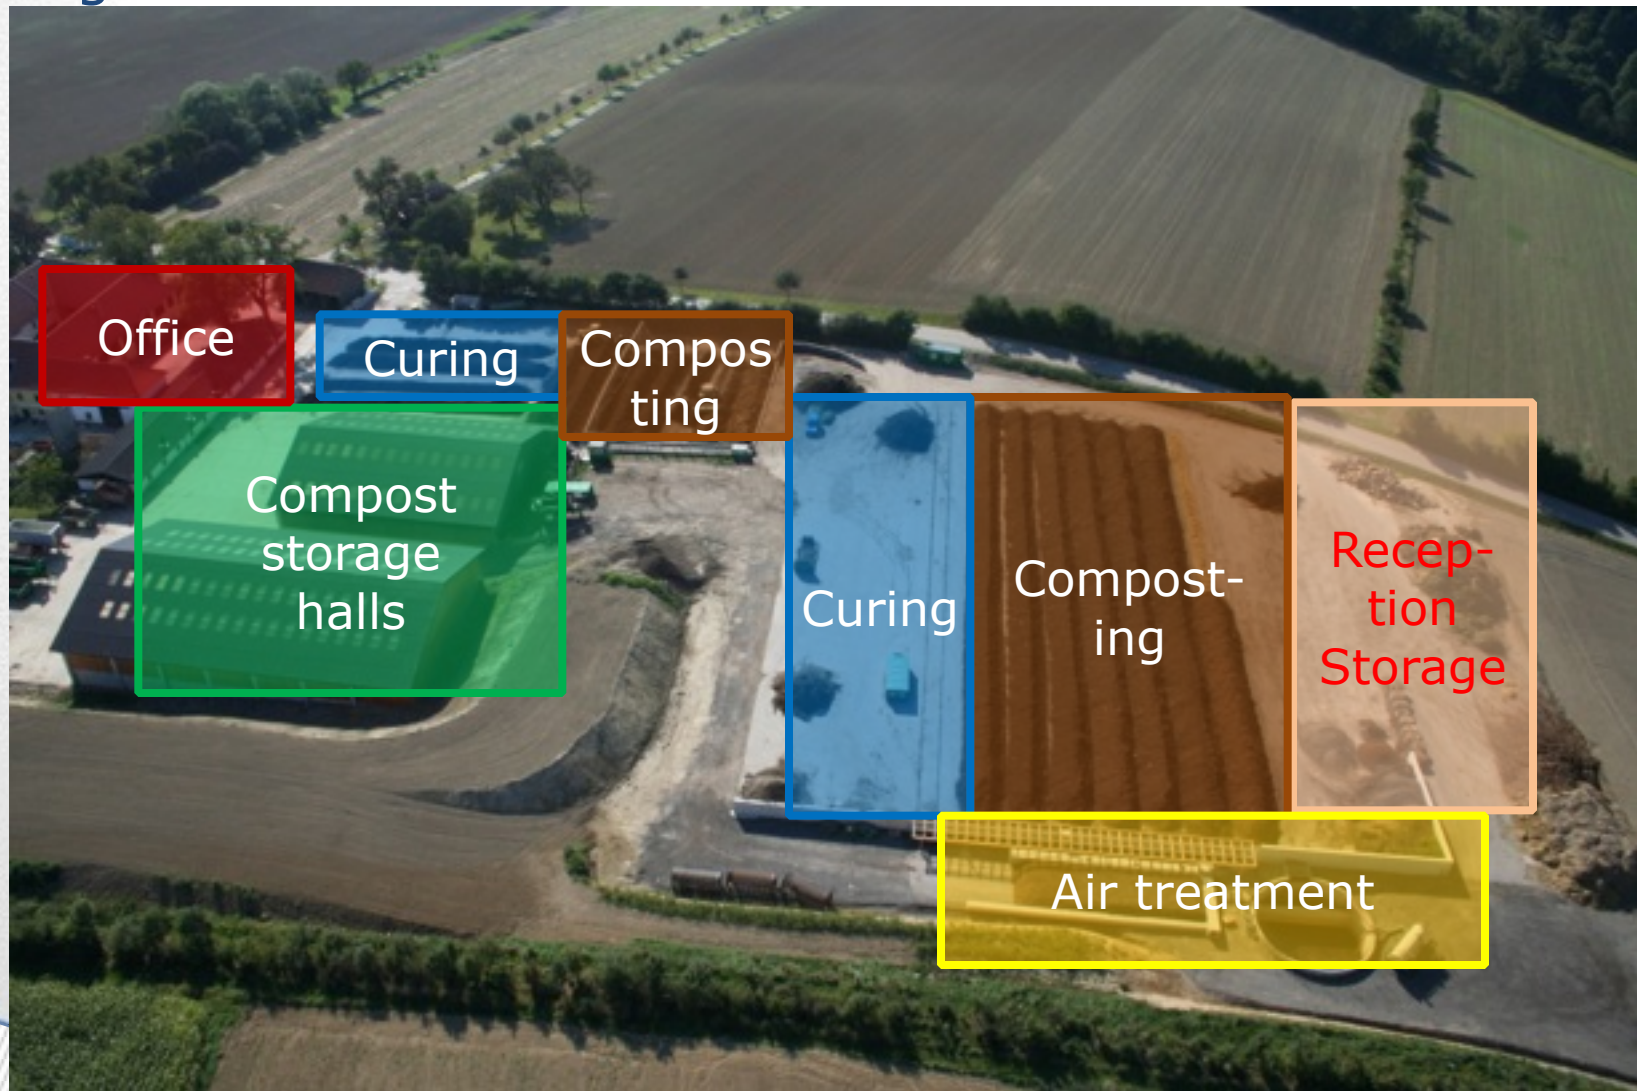 Office
Curing
Compos
ting
Compost
storage
halls
Curing
Compost-
ing
Recep-
tion
Storage
Air treatment